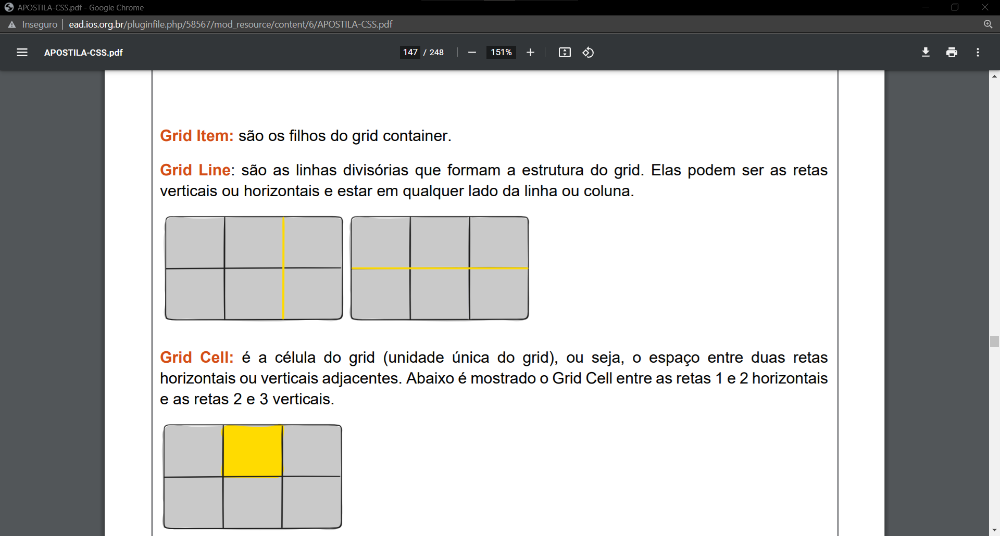 APOSTILA-CSS.pdf - Google Chrome
Inseguro | ead.ios.org.br/pluginfile.php/58567/mod_resource/content/6/APOSTILA-CSS.pdf
APOSTILA-CSS.pdf 147 / 248 151%
Grid Item: são os filhos do grid container.
Grid Line: são as linhas divisórias que formam a estrutura do grid. Elas podem ser as retas
verticais ou horizontais e estar em qualquer lado da linha ou coluna.
Grid Cell: é a célula do grid (unidade única do grid), ou seja, o espaço entre duas retas
horizontais ou verticais adjacentes. Abaixo é mostrado o Grid Cell entre as retas 1 e 2 horizontais
e as retas 2 e 3 verticais.